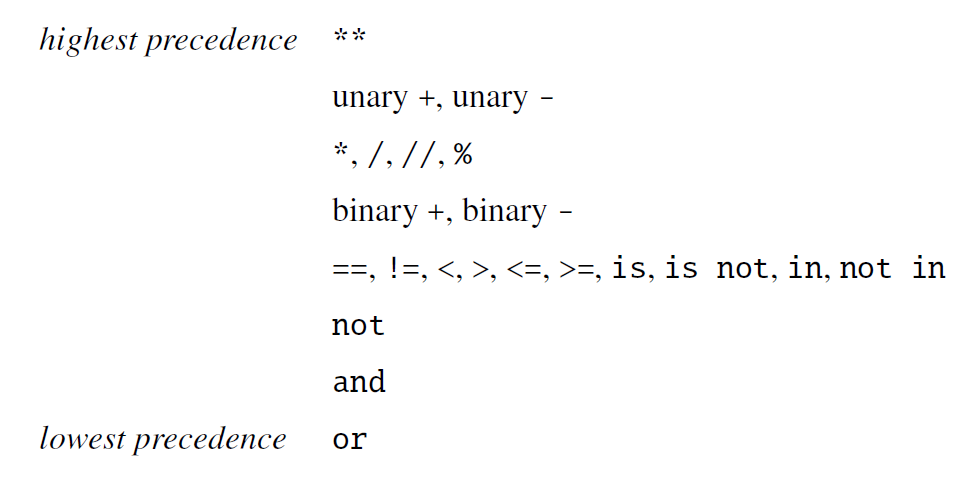 highest precedence **
unary +, unary -
*, /, //, %
binary +, binary -
==, !=, <, >, <=, >=, is, is not, in, not in
not
and
lowest precedence or